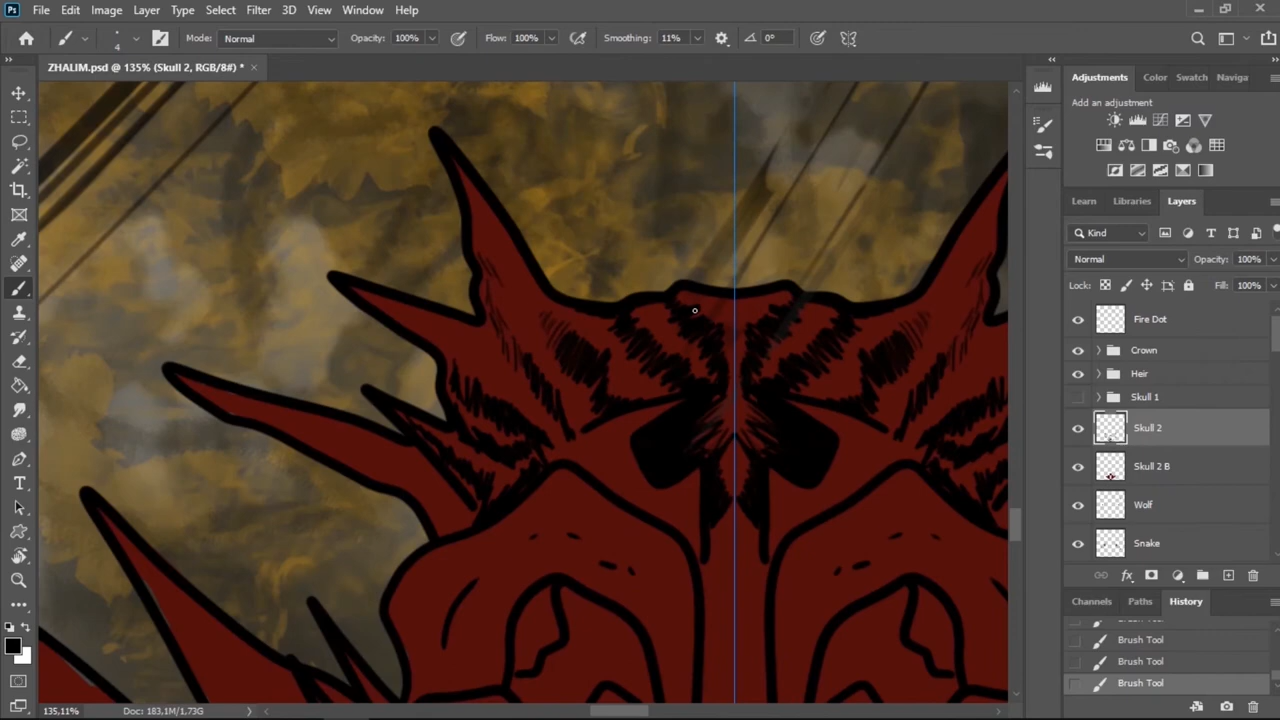 Ps File Edit Image Layer Type Select Filter 3D View Window Help
4 Mode: Normal Opacity: 100% Flow: 100% Smoothing: 11% 0°
ZHALIM.psd @ 135% (Skull 2, RGB/8#) *
Adjustments Color Swatch Naviga
Add an adjustment
Learn Libraries Layers
Kind
Normal Opacity: 100%
Lock: Fill: 100%
Fire Dot
Crown
Heir
Skull 1
Skull 2
Skull 2 B
Wolf
Snake
fx
Channels Paths History
Brush Tool
Brush Tool
Brush Tool
135,11% Doc: 183,1M/1,73G